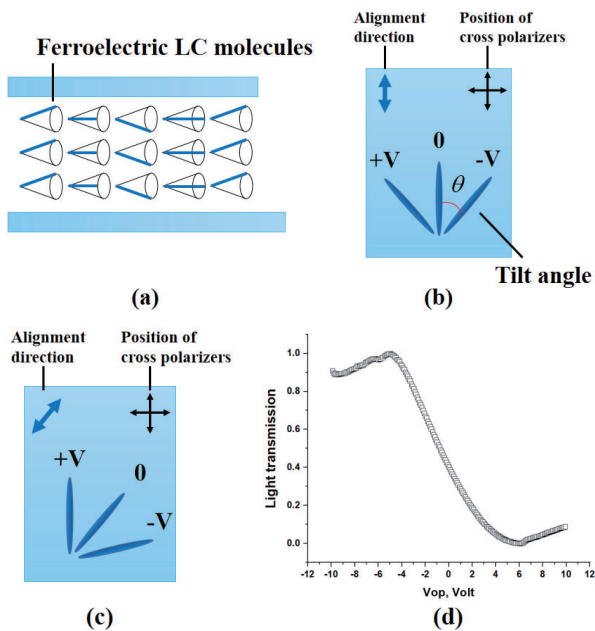 Ferroelectric LC molecules
(a)
Alignment
direction
Position of
cross polarizers
0
+V
-V
θ
Tilt angle
(b)
Alignment
direction
Position of
cross polarizers
+V
0
-V
(c)
Light transmission
1.0
0.8
0.6
0.4
0.2
0.0
-12 -10 -8 -6 -4 -2 0 2 4 6 8 10 12
Vop, Volt
(d)